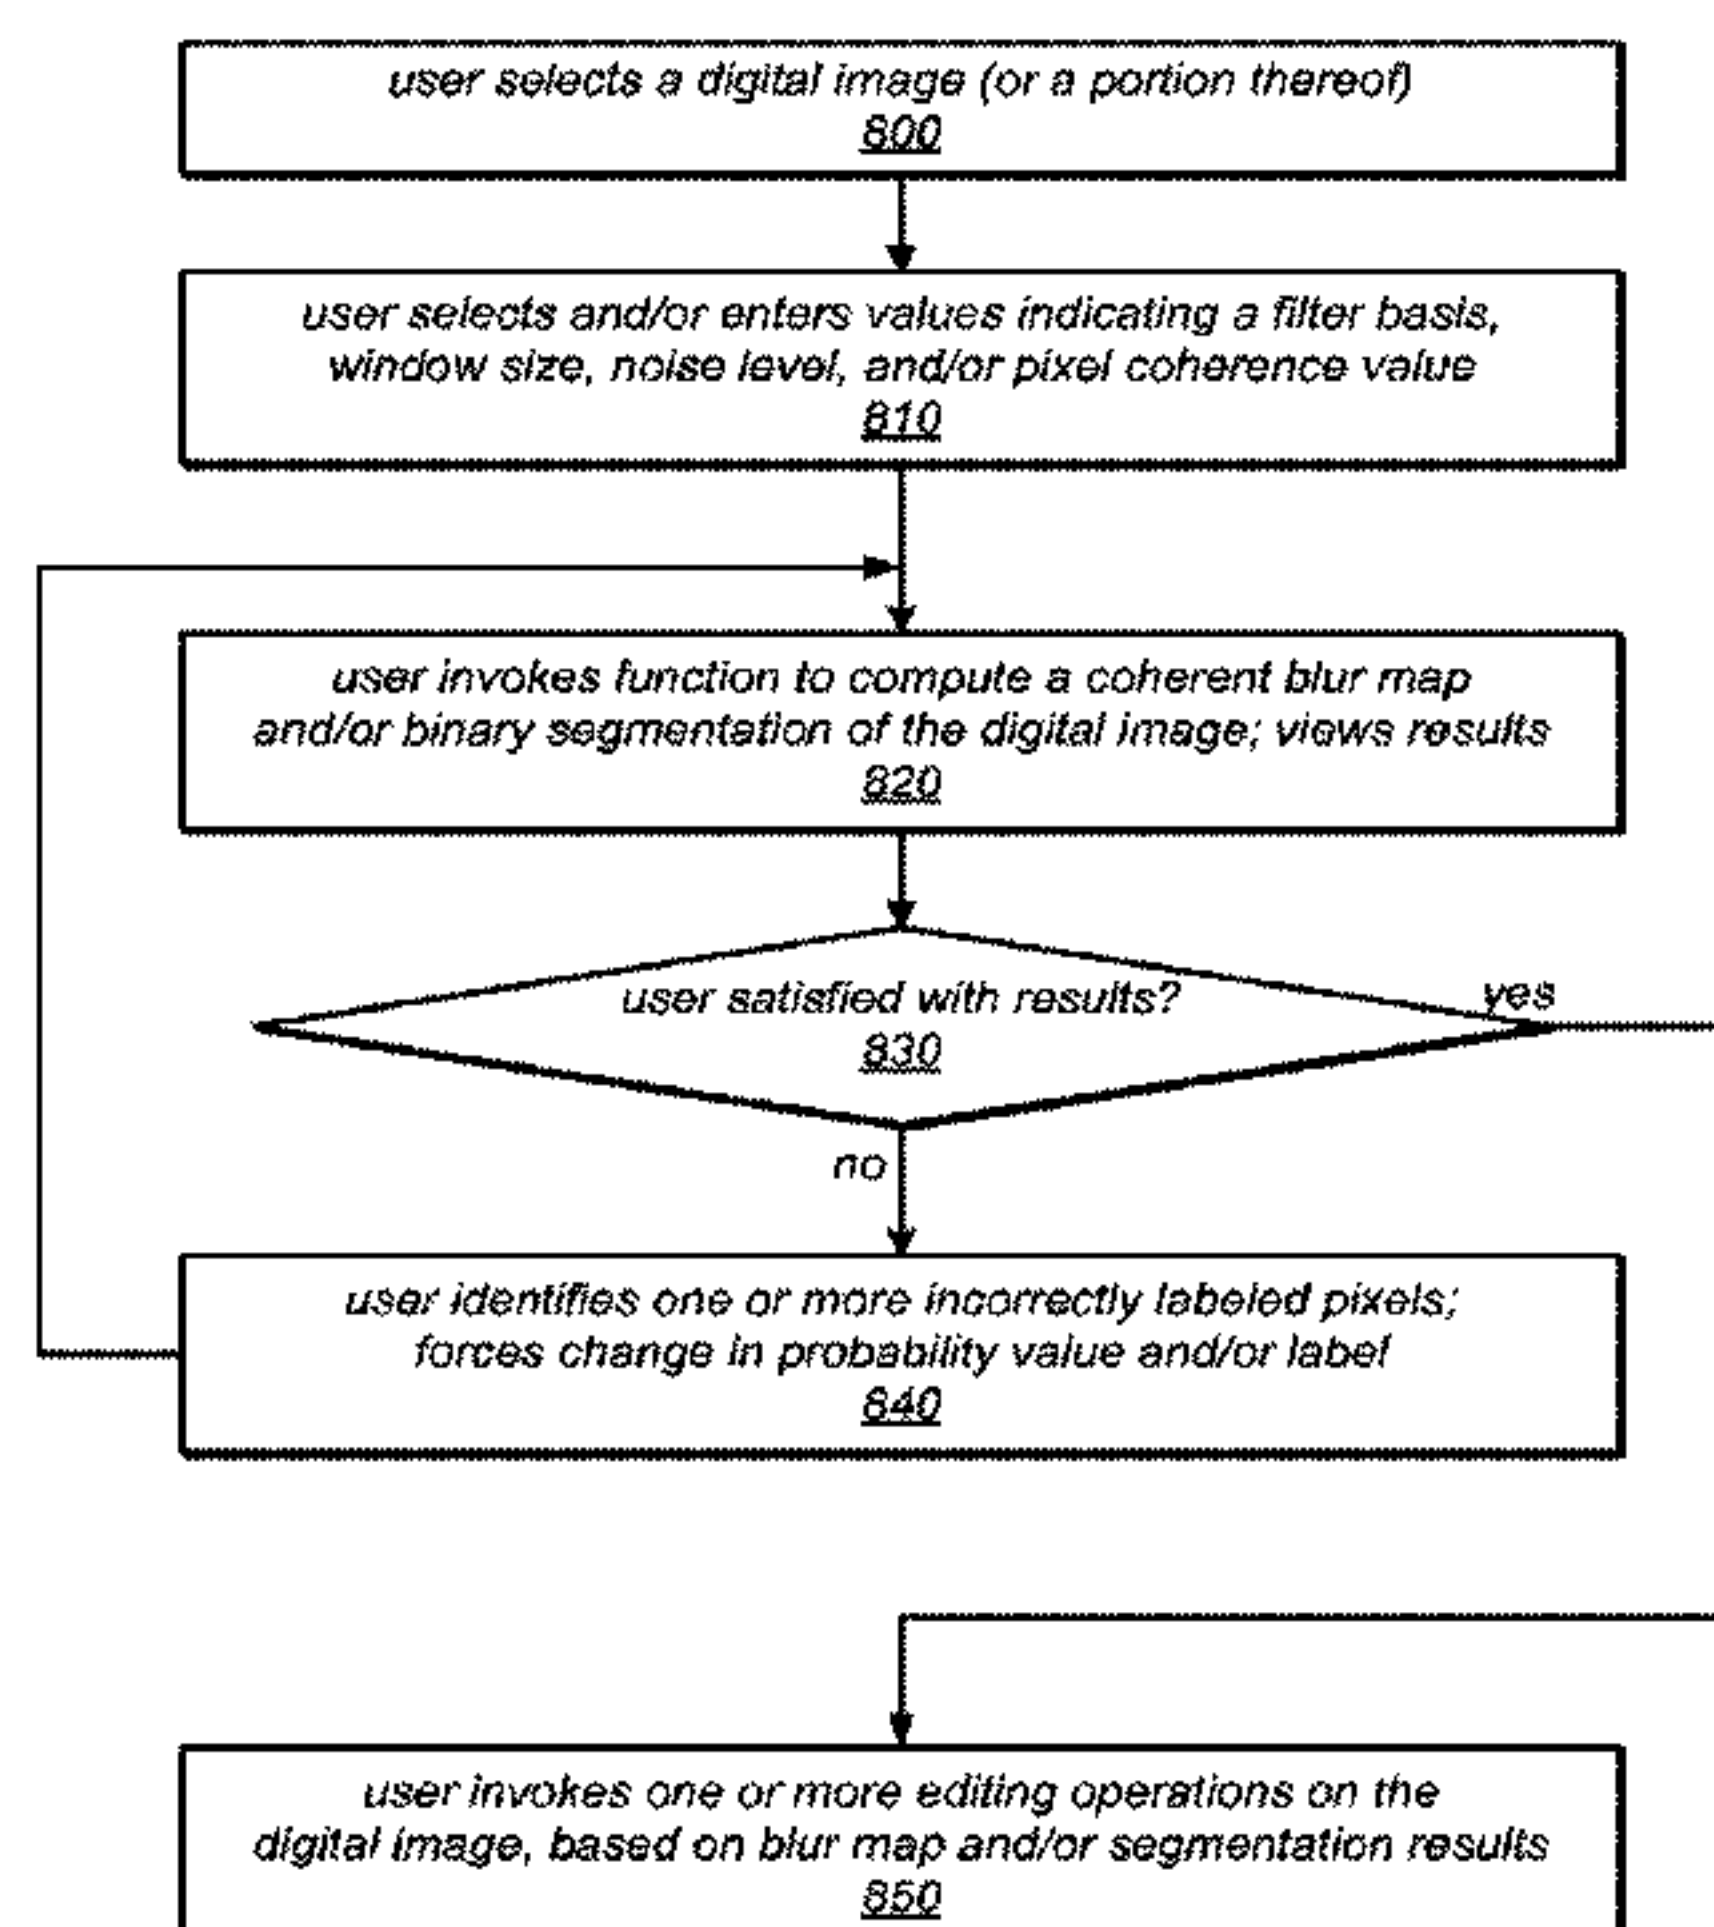 user selects a digital image (or a portion thereof)
800
user selects and/or enters values indicating a filter basis,
window size, noise level, and/or pixel coherence value
810
user invokes function to compute a coherent blur map
and/or binary segmentation of the digital image; views results
820
user satisfied with results?
yes
830
no
user identifies one or more incorrectly labeled pixels;
forces change in probability value and/or label
840
user invokes one or more editing operations on the
digital image, based on blur map and/or segmentation results
850